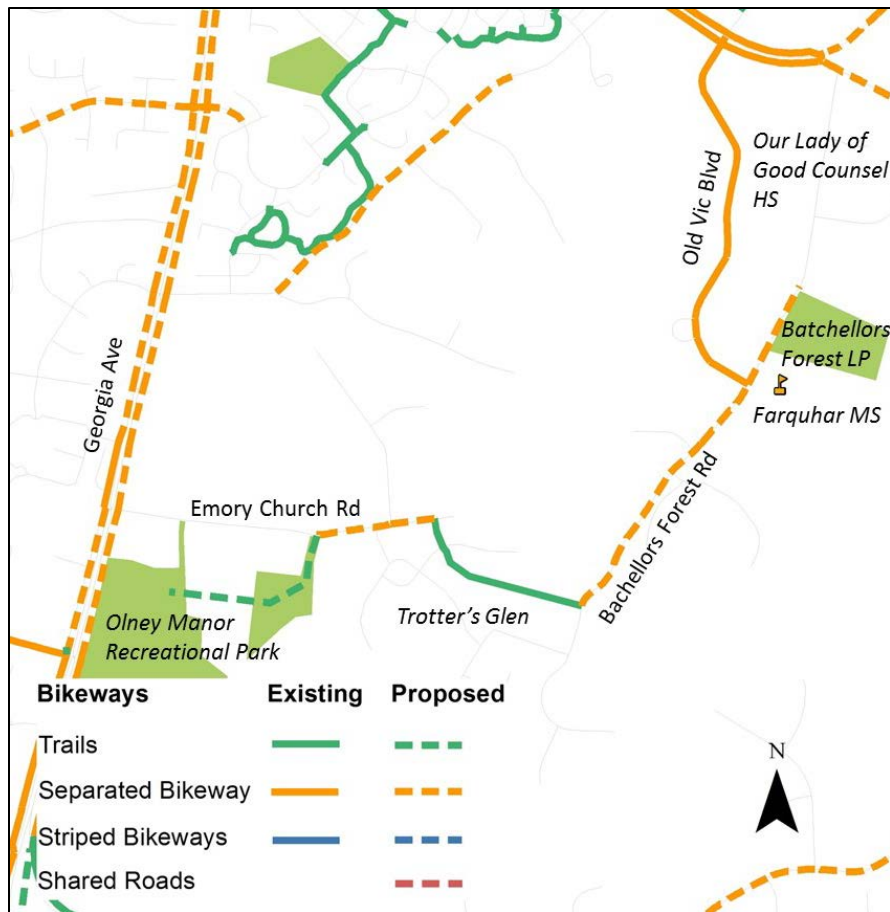 Our Lady of
Good Counsel
HS
Old Vic Blvd
Georgia Ave
Batchellors
Forest LP
Farquhar MS
Bachellors Forest Rd
Emory Church Rd
Trotter's Glen
Olney Manor
Recreational Park
Bikeways Existing Proposed
Trails
Separated Bikeway
Striped Bikeways
Shared Roads
N